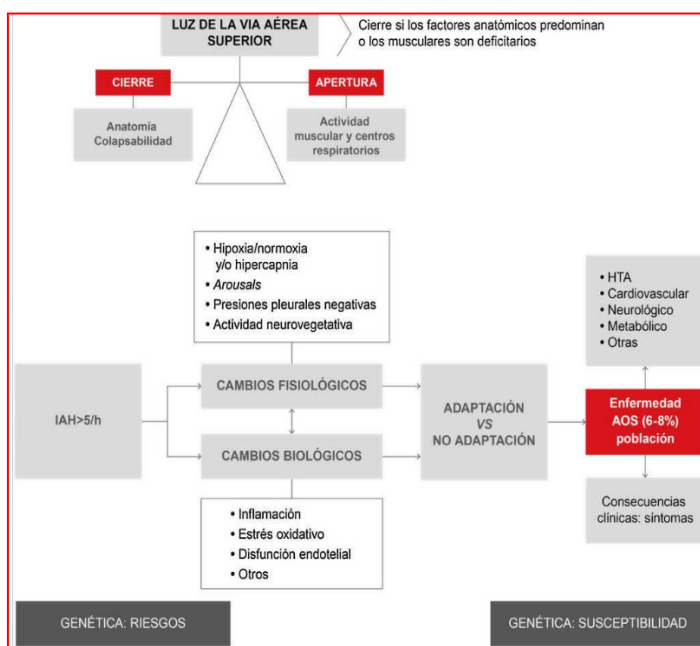 LUZ DE LA VIA AÉREA
SUPERIOR
Cierre si los factores anatómicos predominan
o los musculares son deficitarios
CIERRE
APERTURA
Anatomía
Colapsabilidad
Actividad
muscular y centros
respiratorios
• Hipoxia/normoxia
y/o hipercapnia
• Arousals
• Presiones pleurales negativas
• Actividad neurvegetativa
• HTA
• Cardiovascular
• Neurológico
• Metabólico
• Otras
IAH>5/h
CAMBIOS FISIOLÓGICOS
CAMBIOS BIOLÓGICOS
ADAPTACIÓN
VS
NO ADAPTACIÓN
Enfermedad
AOS (6-8%)
población
• Inflamación
• Estrés oxidativo
• Disfunción endotelial
• Otros
Consecuencias
clínicas: síntomas
GENÉTICA: RIESGOS
GENÉTICA: SUSCEPTIBILIDAD